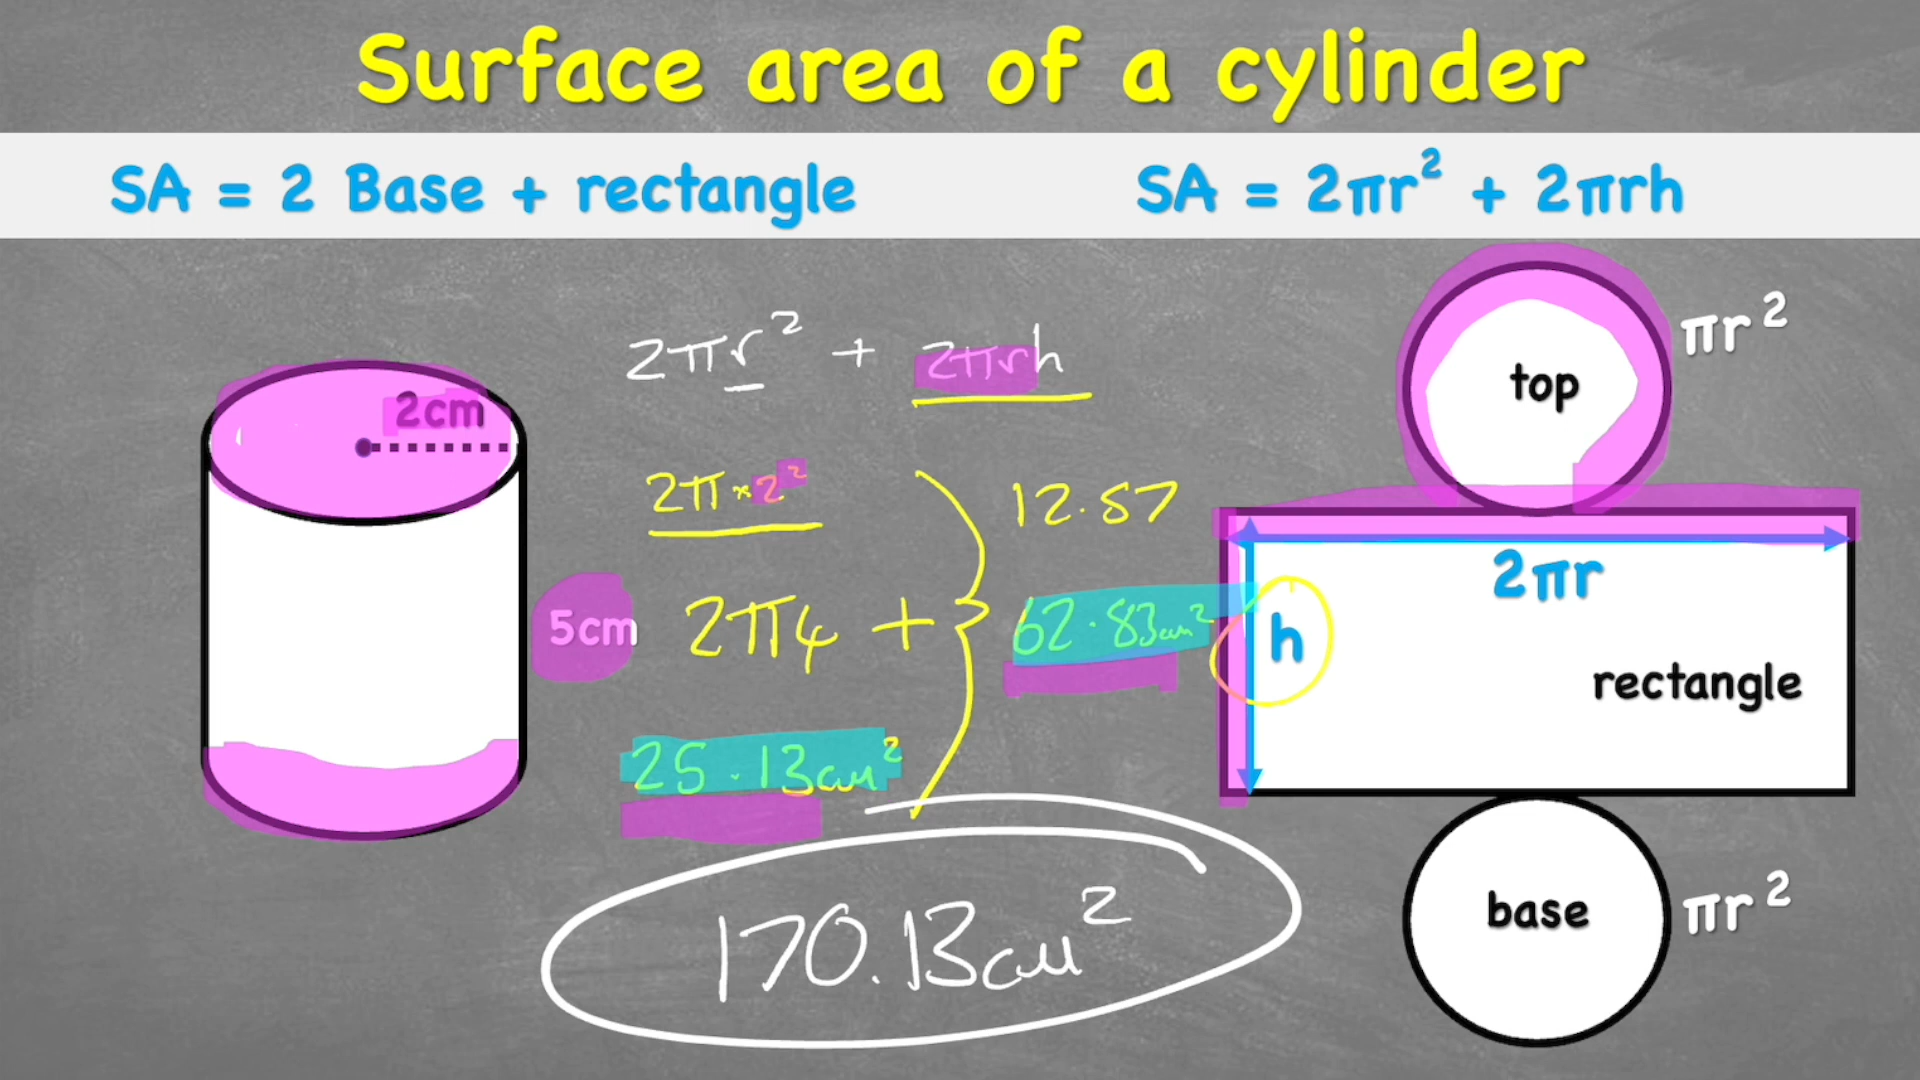 Surface area of a cylinder
SA = 2 Base + rectangle
SA = 2πr² + 2πrh
2πr² + 2πrh
2cm
2π×2²
2π4 +
5cm
25.13cm²
12.57
62.83cm²
170.13cm²
top
πr²
2πr
h
rectangle
base
πr²